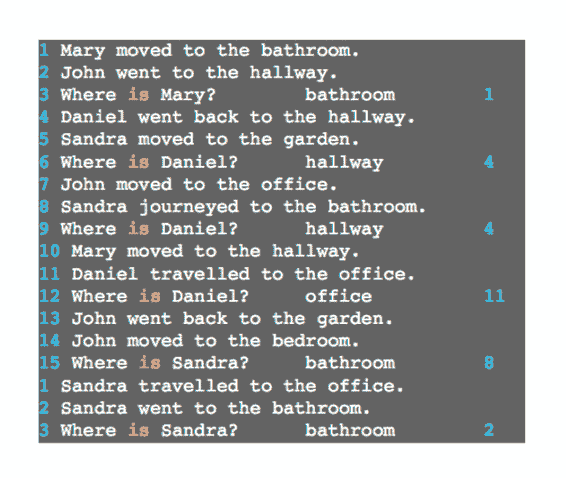 1 Mary moved to the bathroom.
2 John went to the hallway.
3 Where is Mary? bathroom 1
4 Daniel went back to the hallway.
5 Sandra moved to the garden.
6 Where is Daniel? hallway 4
7 John moved to the office.
8 Sandra journeyed to the bathroom.
9 Where is Daniel? hallway 4
10 Mary moved to the hallway.
11 Daniel travelled to the office.
12 Where is Daniel? office 11
13 John went back to the garden.
14 John moved to the bedroom.
15 Where is Sandra? bathroom 8
1 Sandra travelled to the office.
2 Sandra went to the bathroom.
3 Where is Sandra? bathroom 2